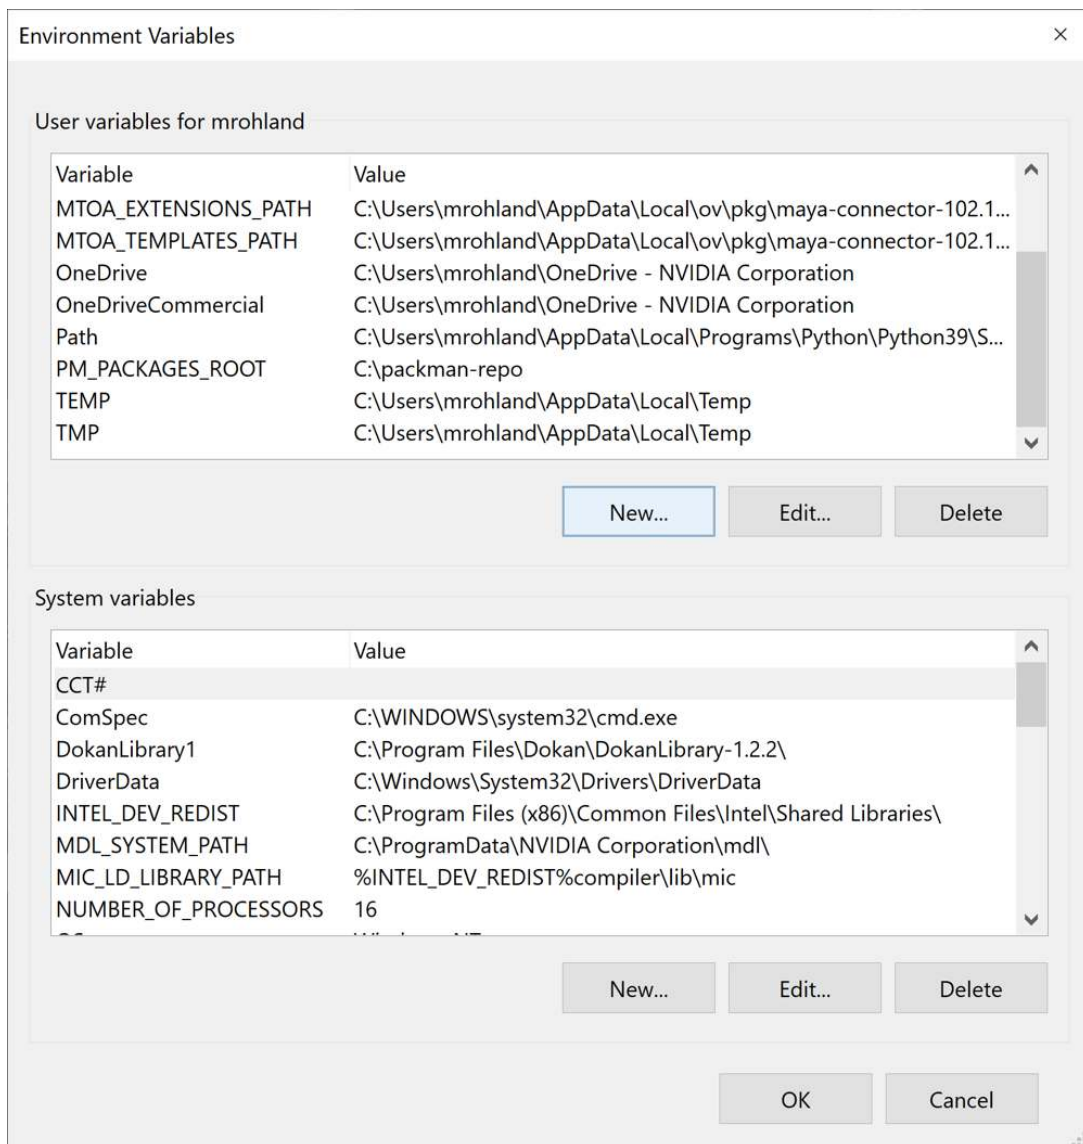 Environment Variables
User variables for mrohland
Variable Value
MTOA_EXTENSIONS_PATH C:\Users\mrohland\AppData\Local\ov\pkg\maya-connector-102.1...
MTOA_TEMPLATES_PATH C:\Users\mrohland\AppData\Local\ov\pkg\maya-connector-102.1...
OneDrive C:\Users\mrohland\OneDrive - NVIDIA Corporation
OneDriveCommercial C:\Users\mrohland\OneDrive - NVIDIA Corporation
Path C:\Users\mrohland\AppData\Local\Programs\Python\Python39\S...
PM_PACKAGES_ROOT C:\packman-repo
TEMP C:\Users\mrohland\AppData\Local\Temp
TMP C:\Users\mrohland\AppData\Local\Temp
New... Edit... Delete
System variables
Variable Value
CCT#
ComSpec C:\WINDOWS\system32\cmd.exe
DokanLibrary1 C:\Program Files\Dokan\DokanLibrary-1.2.2\
DriverData C:\Windows\System32\Drivers\DriverData
INTEL_DEV_REDIST C:\Program Files (x86)\Common Files\Intel\Shared Libraries\
MDL_SYSTEM_PATH C:\ProgramData\NVIDIA Corporation\mdl\
MIC_LD_LIBRARY_PATH %INTEL_DEV_REDIST%compiler\lib\mic
NUMBER_OF_PROCESSORS 16
New... Edit... Delete
OK Cancel